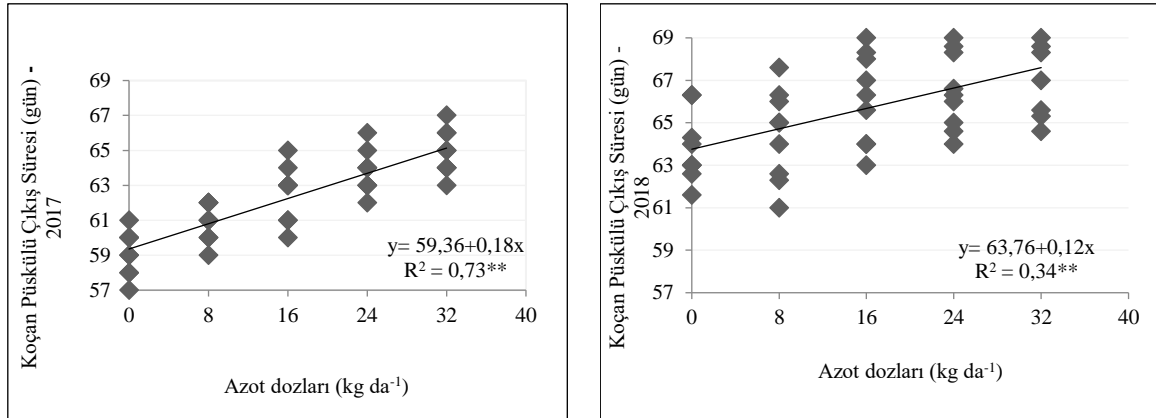 Koçan Püskülü Çıkış Süresi (gün) -
2017
69
67
65
63
61
59
57
0 8 16 24 32 40
y= 59,36+0,18x
R² = 0,73**
Azot dozları (kg da⁻¹)
Koçan Püskülü Çıkış Süresi (gün) -
2018
69
67
65
63
61
59
57
0 8 16 24 32 40
y= 63,76+0,12x
R² = 0,34**
Azot dozları (kg da⁻¹)